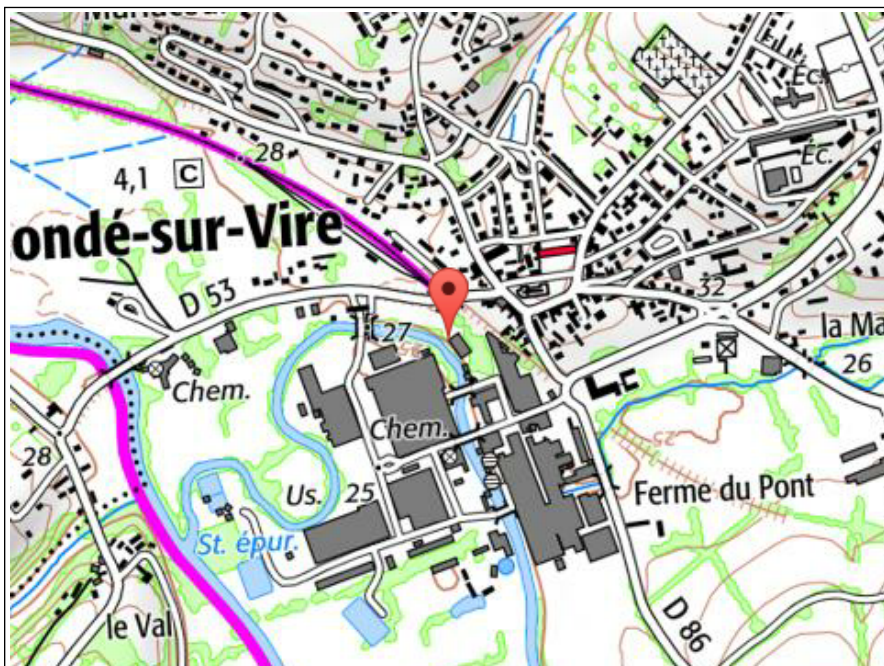 Éc.
Éc.
28
4,1 C
ondé-sur-Vire
D 53
32
27
la Ma
26
Chem.
Chem.
25
28
Us. 25
Ferme du Pont
St. épur.
le Val
D 86